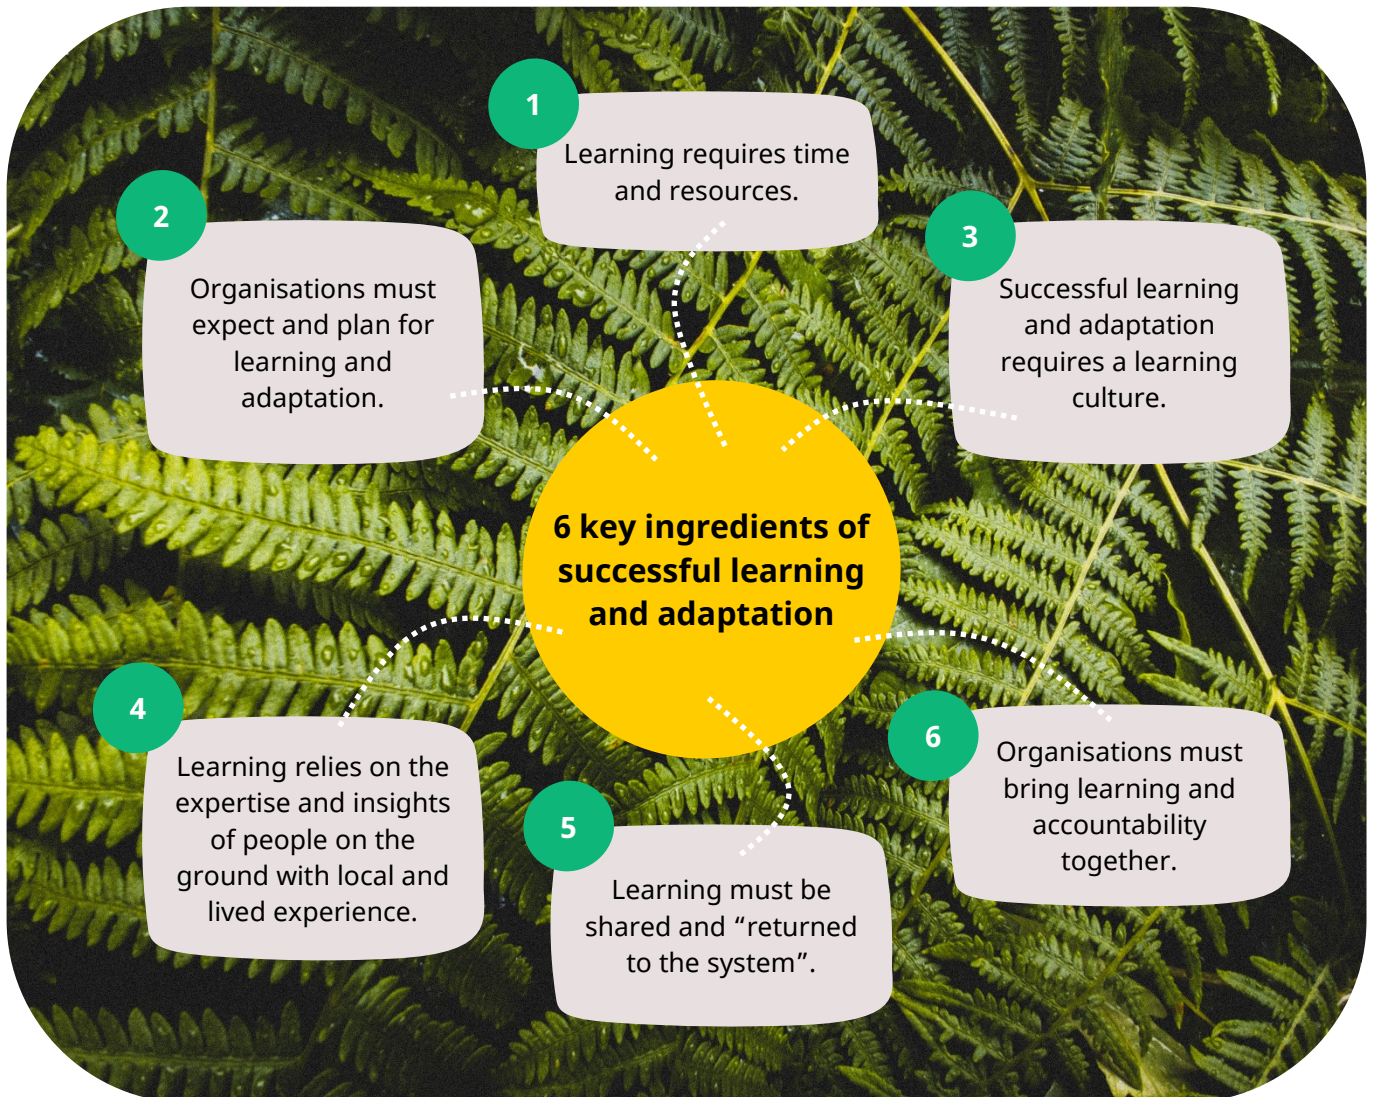 1
Learning requires time
and resources.
2
Organisations must
expect and plan for
learning and
adaptation.
3
Successful learning
and adaptation
requires a learning
culture.
6 key ingredients of
successful learning
and adaptation
4
Learning relies on the
expertise and insights
of people on the
ground with local and
lived experience.
5
Learning must be
shared and “returned
to the system”.
6
Organisations must
bring learning and
accountability
together.